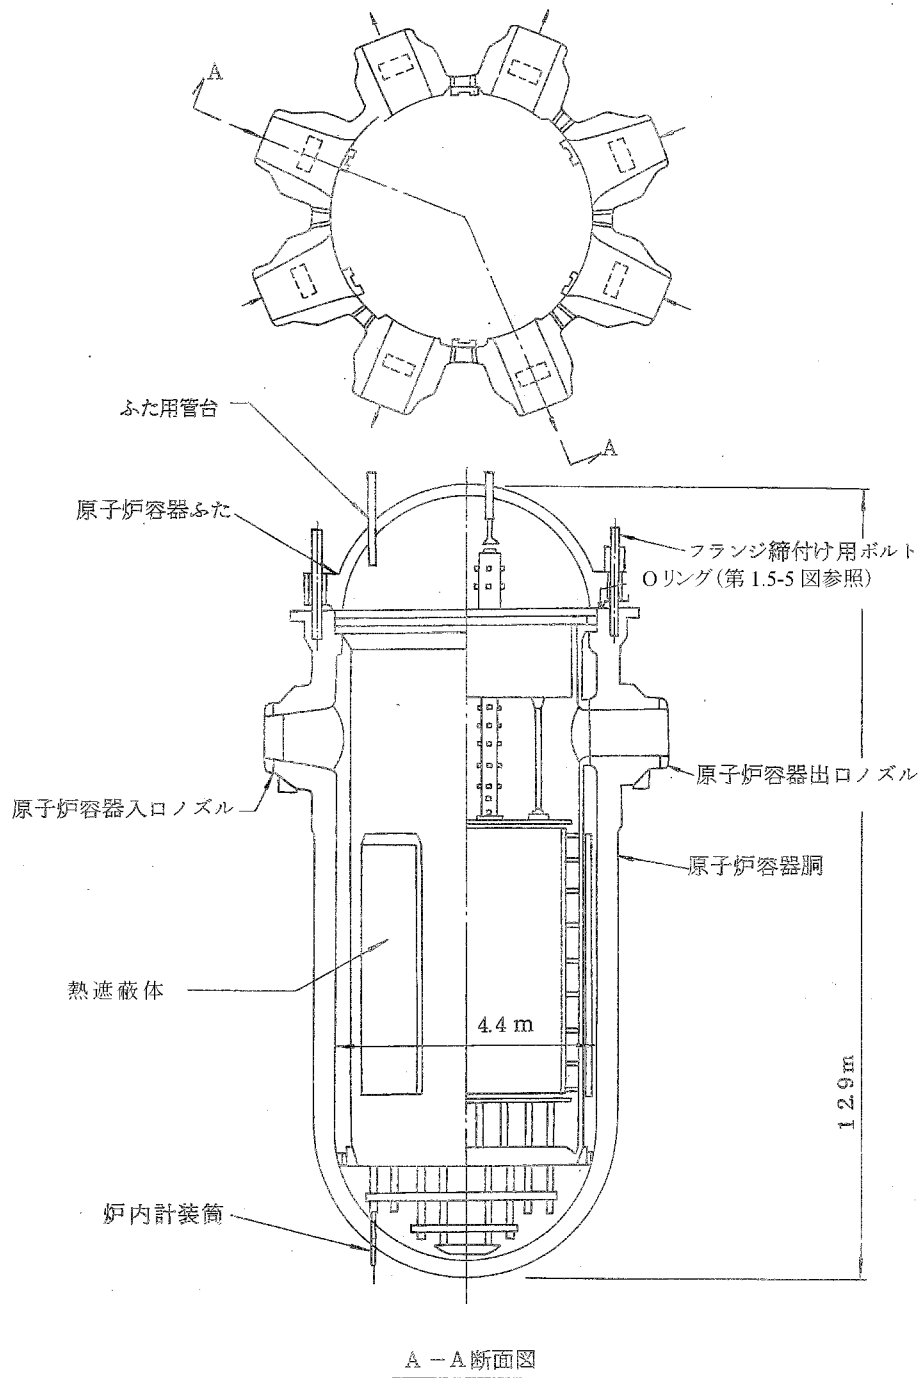 A
A
ふた用管台
原子炉容器ふた
フランジ締付け用ボルト
Oリング(第1.5-5図参照)
原子炉容器出口ノズル
原子炉容器入口ノズル
原子炉容器胴
熱遮蔽体
4.4 m
12.9m
炉内計装筒
A-A断面図